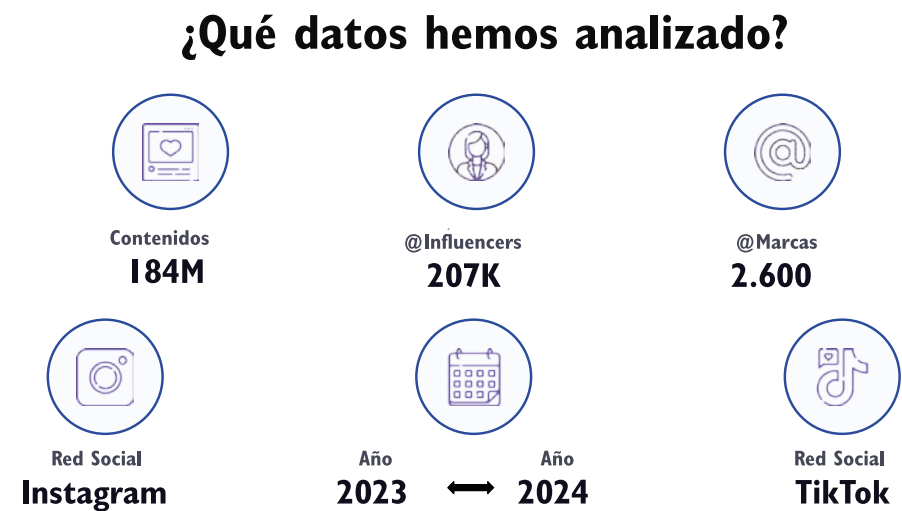 ¿Qué datos hemos analizado?
Contenidos
184M
@Influencers
207K
@Marcas
2.600
Red Social
Instagram
Año
2023
Año
2024
Red Social
TikTok